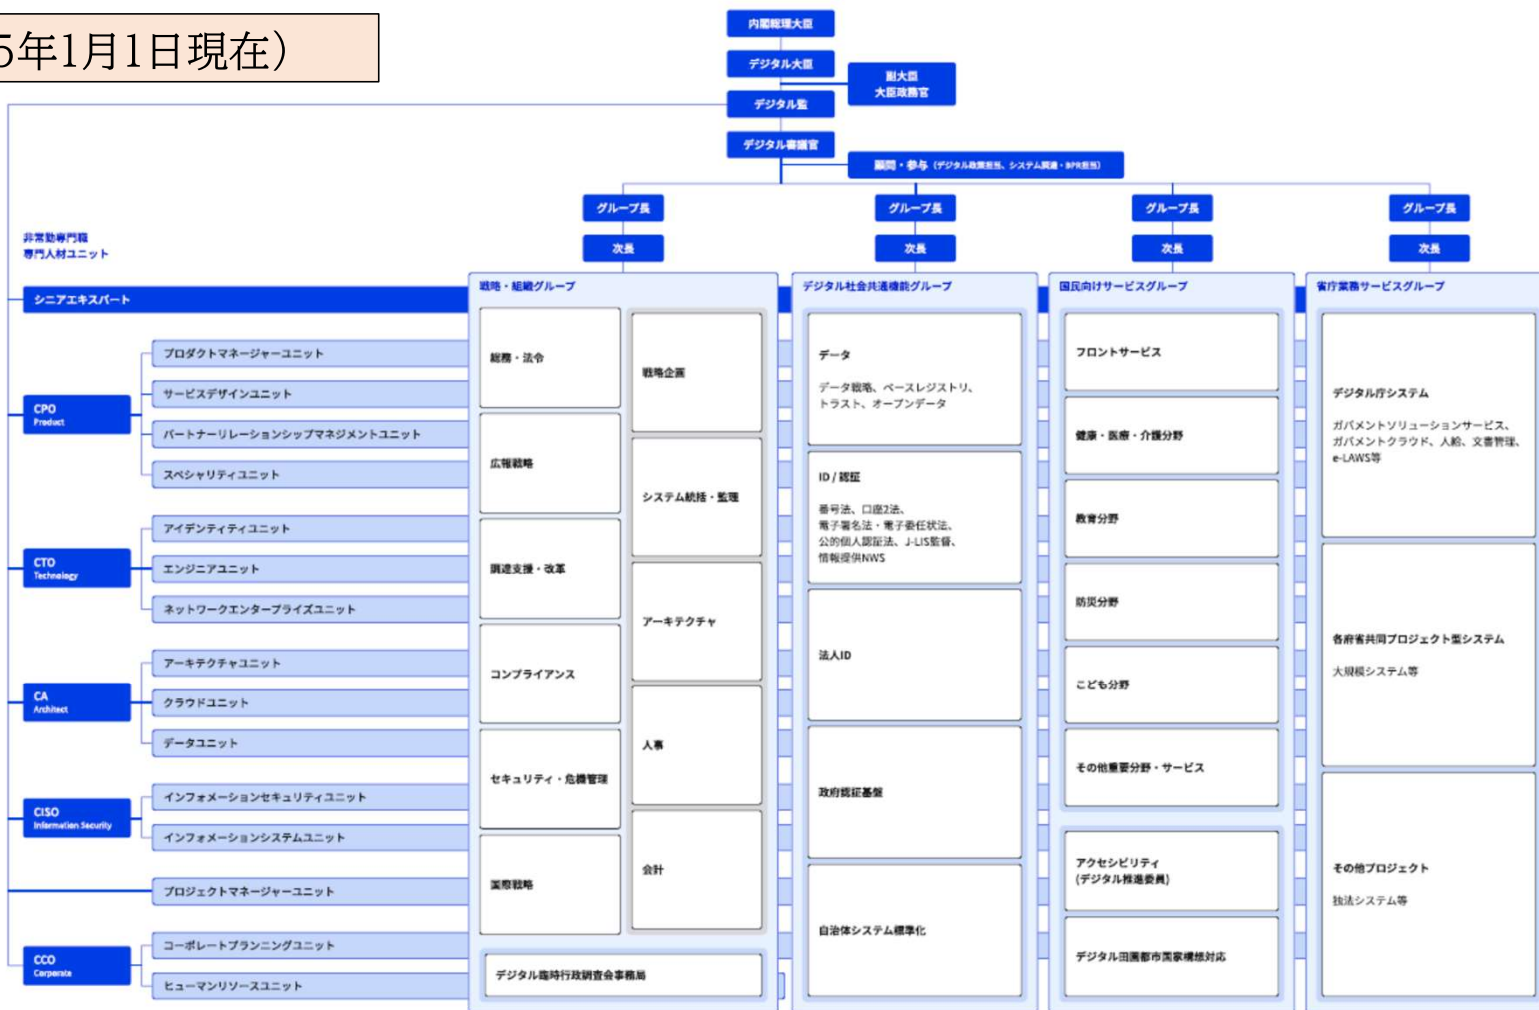 5年1月1日現在）
内閣総理大臣
デジタル大臣
副大臣
大臣政務官
デジタル監
デジタル審議官
顧問・参与（デジタル政策担当、システム関連・BPR担当）
グループ長
グループ長
グループ長
グループ長
次長
次長
次長
次長
非常勤専門職
専門人材ユニット
シニアエキスパート
CPO
Product
プロダクトマネージャーユニット
サービスデザインユニット
パートナーリレーションシップマネジメントユニット
スペシャリティユニット
CTO
Technology
アイデンティティユニット
エンジニアユニット
ネットワークエンタープライズユニット
CA
Architect
アーキテクチャユニット
クラウドユニット
データユニット
CISO
Information Security
インフォメーションセキュリティユニット
インフォメーションシステムユニット
プロジェクトマネージャーユニット
CCO
Corporate
コーポレートプランニングユニット
ヒューマンリソースユニット
戦略・組織グループ
総務・法令
広報戦略
調達支援・改革
コンプライアンス
セキュリティ・危機管理
国際戦略
戦略企画
システム統括・監理
アーキテクチャ
人事
会計
デジタル臨時行政調査会事務局
デジタル社会共通機能グループ
データ
データ戦略、ベースレジストリ、
トラスト、オープンデータ
ID / 認証
番号法、口座2法、
電子署名法・電子委任状法、
公的個人認証法、J-LIS監督、
情報提供NWS
法人ID
政府認証基盤
自治体システム標準化
国民向けサービスグループ
フロントサービス
健康・医療・介護分野
教育分野
防災分野
こども分野
その他重要分野・サービス
アクセシビリティ
(デジタル推進委員)
デジタル田園都市国家構想対応
省庁業務サービスグループ
デジタル庁システム
ガバメントソリューションサービス、
ガバメントクラウド、人給、文書管理、
e-LAWS等
各府省共同プロジェクト型システム
大規模システム等
その他プロジェクト
独法システム等